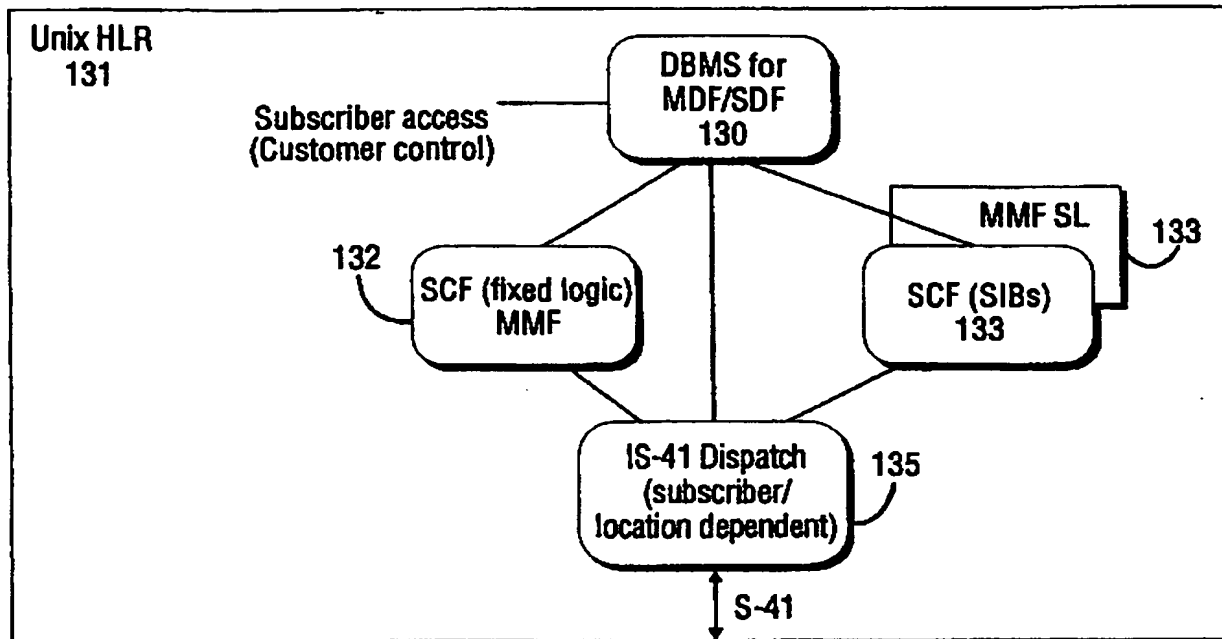 Unix HLR
131
DBMS for
MDF/SDF
130
Subscriber access
(Customer control)
MMF SL
133
132
SCF (fixed logic)
MMF
SCF (SIBs)
133
IS-41 Dispatch
(subscriber/
location dependent)
135
S-41